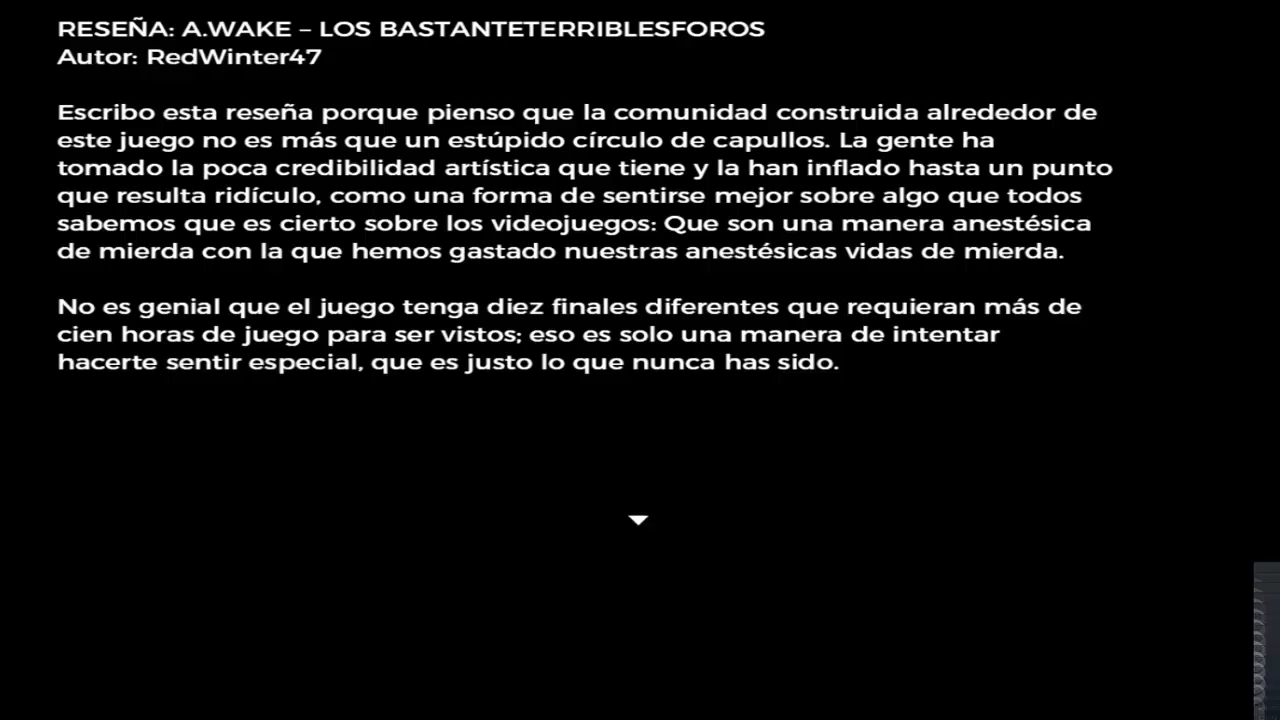 RESEÑA: A.WAKE – LOS BASTANTETERRIBLESFOROS
Autor: RedWinter47
Escribo esta reseña porque pienso que la comunidad construida alrededor de
este juego no es más que un estúpido círculo de capullos. La gente ha
tomado la poca credibilidad artística que tiene y la han inflado hasta un punto
que resulta ridículo, como una forma de sentirse mejor sobre algo que todos
sabemos que es cierto sobre los videojuegos: Que son una manera anestésica
de mierda con la que hemos gastado nuestras anestésicas vidas de mierda.
No es genial que el juego tenga diez finales diferentes que requieran más de
cien horas de juego para ser vistos; eso es solo una manera de intentar
hacerte sentir especial, que es justo lo que nunca has sido.